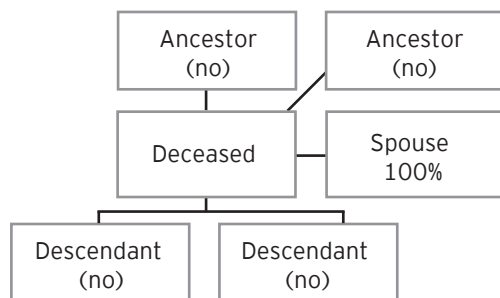 Ancestor
(no)
Ancestor
(no)
Deceased
Spouse
100%
Descendant
(no)
Descendant
(no)